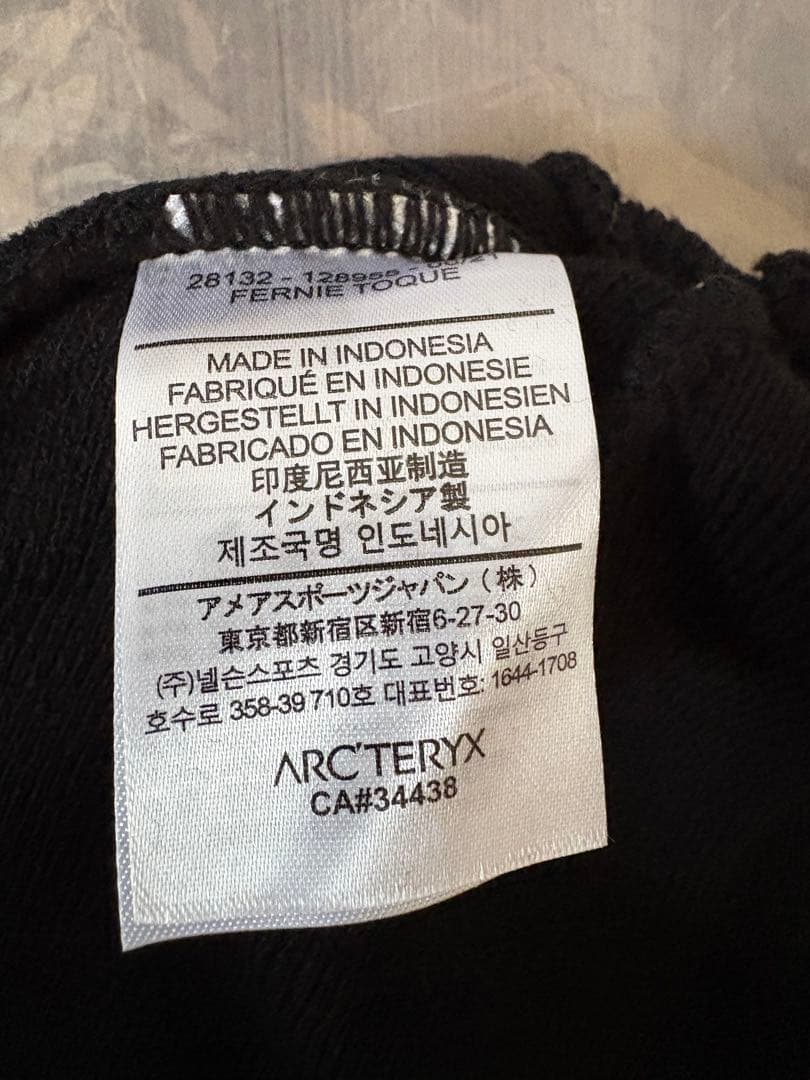 28132 - 128955
FERNIE TOQUE
MADE IN INDONESIA
FABRIQUÉ EN INDONESIE
HERGESTELLT IN INDONESIEN
FABRICADO EN INDONESIA
印度尼西亚制造
インドネシア製
제조국명 인도네시아
アメアスポーツジャパン（株）
東京都新宿区新宿6-27-30
(주)넬슨스포츠 경기도 고양시 일산동구
호수로 358-39 710호 대표번호: 1644-1708
ARC'TERYX
CA#34438